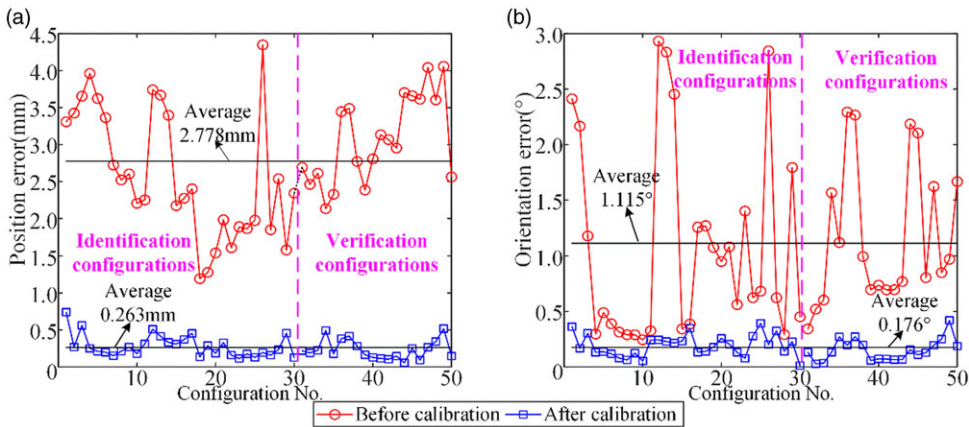 (a)
Position error(mm)
4.5
4.0
3.5
3.0
2.5
2.0
1.5
1.0
0.5
0
Average
2.778mm
Identification
configurations
Verification
configurations
Average
0.263mm
10
20
30
40
50
Configuration No.
(b)
Orientation error(°)
3.0
2.5
2.0
1.5
1.0
0.5
0
Identification
configurations
Verification
configurations
Average
1.115°
Average
0.176°
10
20
30
40
50
Configuration No.
Before calibration
After calibration